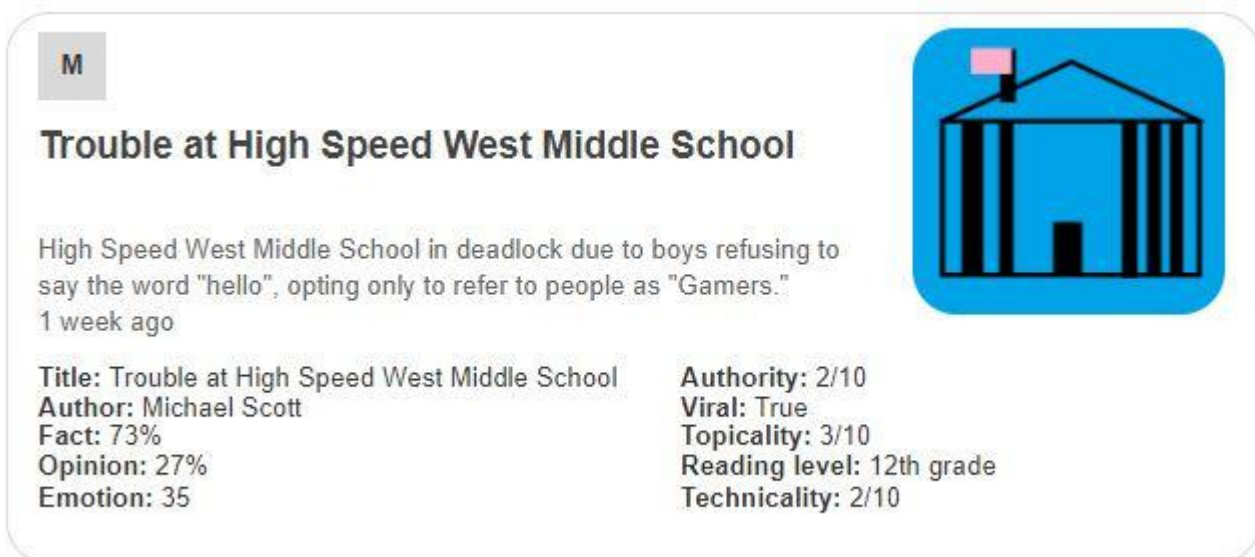 M
Trouble at High Speed West Middle School
High Speed West Middle School in deadlock due to boys refusing to
say the word "hello", opting only to refer to people as "Gamers."
1 week ago
Title: Trouble at High Speed West Middle School
Author: Michael Scott
Fact: 73%
Opinion: 27%
Emotion: 35
Authority: 2/10
Viral: True
Topicality: 3/10
Reading level: 12th grade
Technicality: 2/10